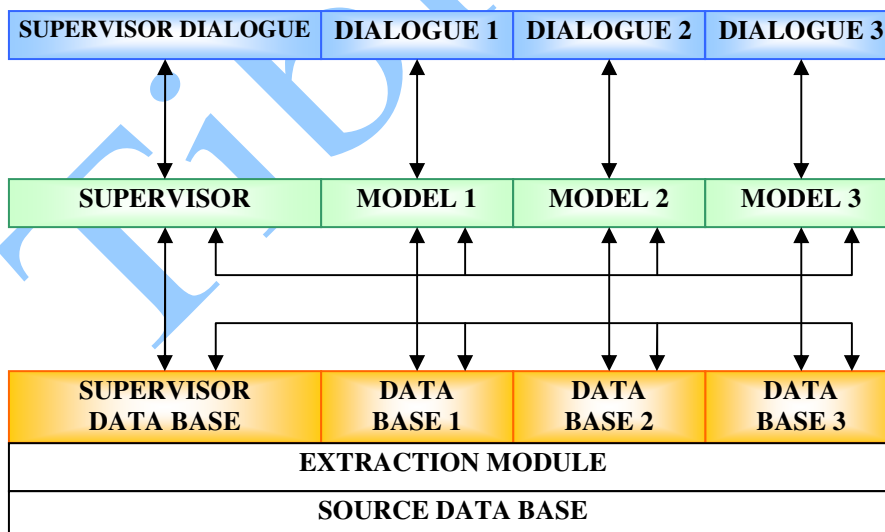 SUPERVISOR DIALOGUE DIALOGUE 1 DIALOGUE 2 DIALOGUE 3
SUPERVISOR MODEL 1 MODEL 2 MODEL 3
SUPERVISOR DATA BASE DATA BASE 1 DATA BASE 2 DATA BASE 3
EXTRACTION MODULE
SOURCE DATA BASE